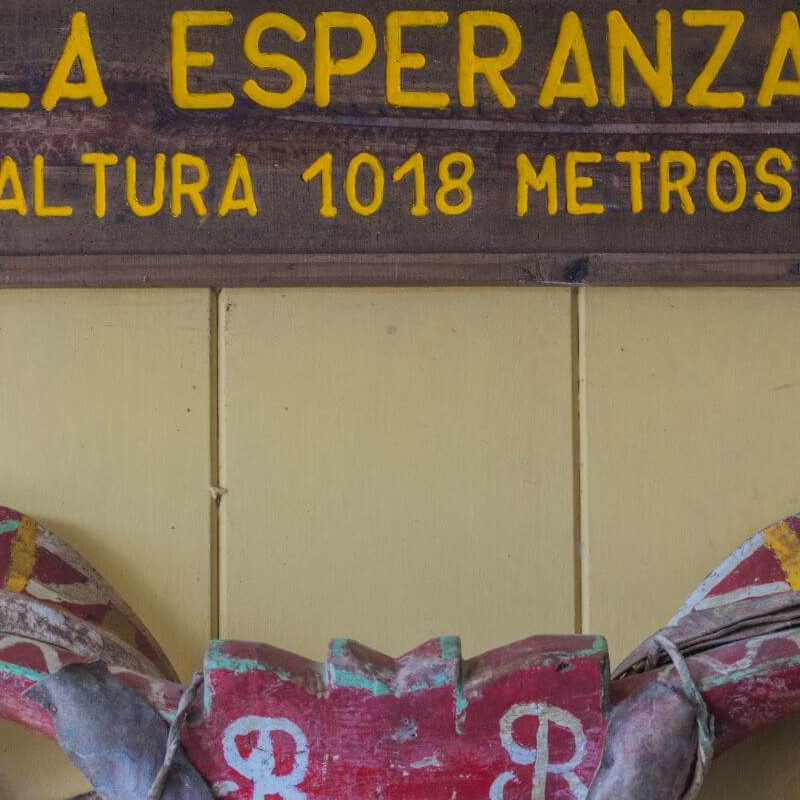 LA ESPERANZA
ALTURA 1018 METROS
R R